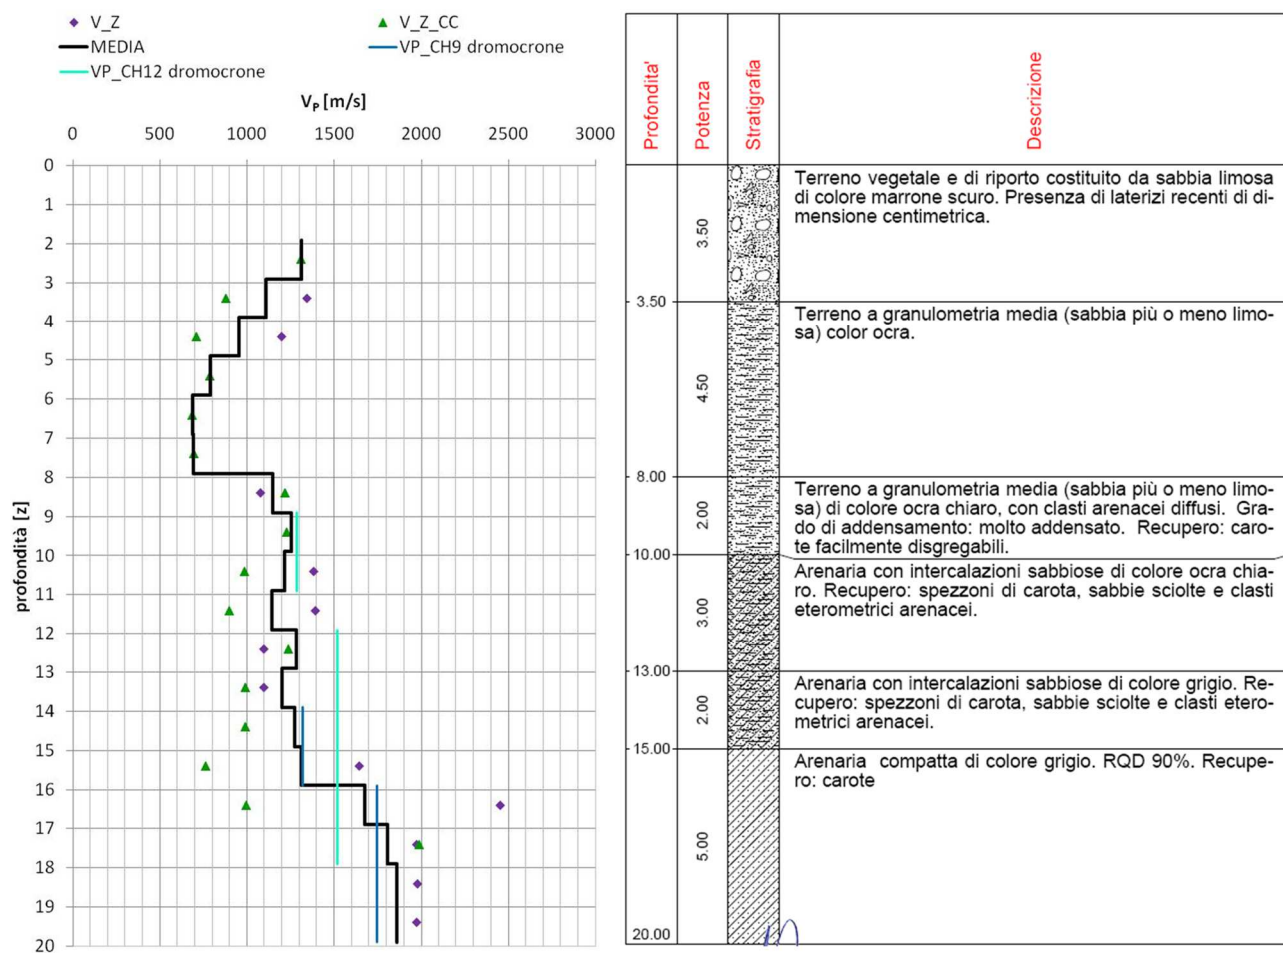 V_Z
V_Z_CC
MEDIA
VP_CH9 dromocrone
VP_CH12 dromocrone
VP [m/s]
0 500 1000 1500 2000 2500 3000
profondità [z]
0
1
2
3
4
5
6
7
8
9
10
11
12
13
14
15
16
17
18
19
20
Profondita'
Potenza
Stratigrafia
Descrizione
3.50
Terreno vegetale e di riporto costituito da sabbia limosa
di colore marrone scuro. Presenza di laterizi recenti di di-
mensione centimetrica.
3.50
4.50
Terreno a granulometria media (sabbia più o meno limo-
sa) color ocra.
8.00
2.00
Terreno a granulometria media (sabbia più o meno limo-
sa) di colore ocra chiaro, con clasti arenacei diffusi. Gra-
do di addensamento: molto addensato. Recupero: caro-
te facilmente disgregabili.
10.00
3.00
Arenaria con intercalazioni sabbiose di colore ocra chia-
ro. Recupero: spezzoni di carota, sabbie sciolte e clasti
eterometrici arenacei.
13.00
2.00
Arenaria con intercalazioni sabbiose di colore grigio. Re-
cupero: spezzoni di carota, sabbie sciolte e clasti etero-
metrici arenacei.
15.00
5.00
Arenaria compatta di colore grigio. RQD 90%. Recupe-
ro: carote
20.00